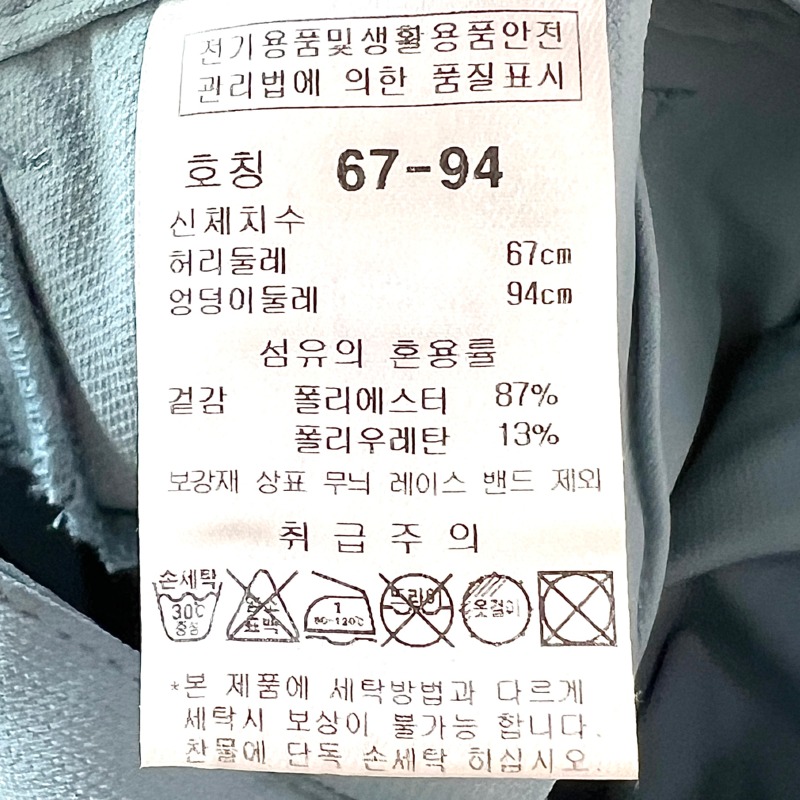 전기용품및생활용품안전
관리법에 의한 품질표시
호칭 67-94
신체치수
허리둘레 67cm
엉덩이둘레 94cm
섬유의 혼용률
겉감 폴리에스터 87%
폴리우레탄 13%
보강재 상표 무늬 레이스 밴드 제외
취급주의
손세탁 30℃ 중성
염소 표백
1 80-120℃
드라이
옷걸이
*본 제품에 세탁방법과 다르게
세탁시 보상이 불가능 합니다.
찬물에 단독 손세탁 하십시오.